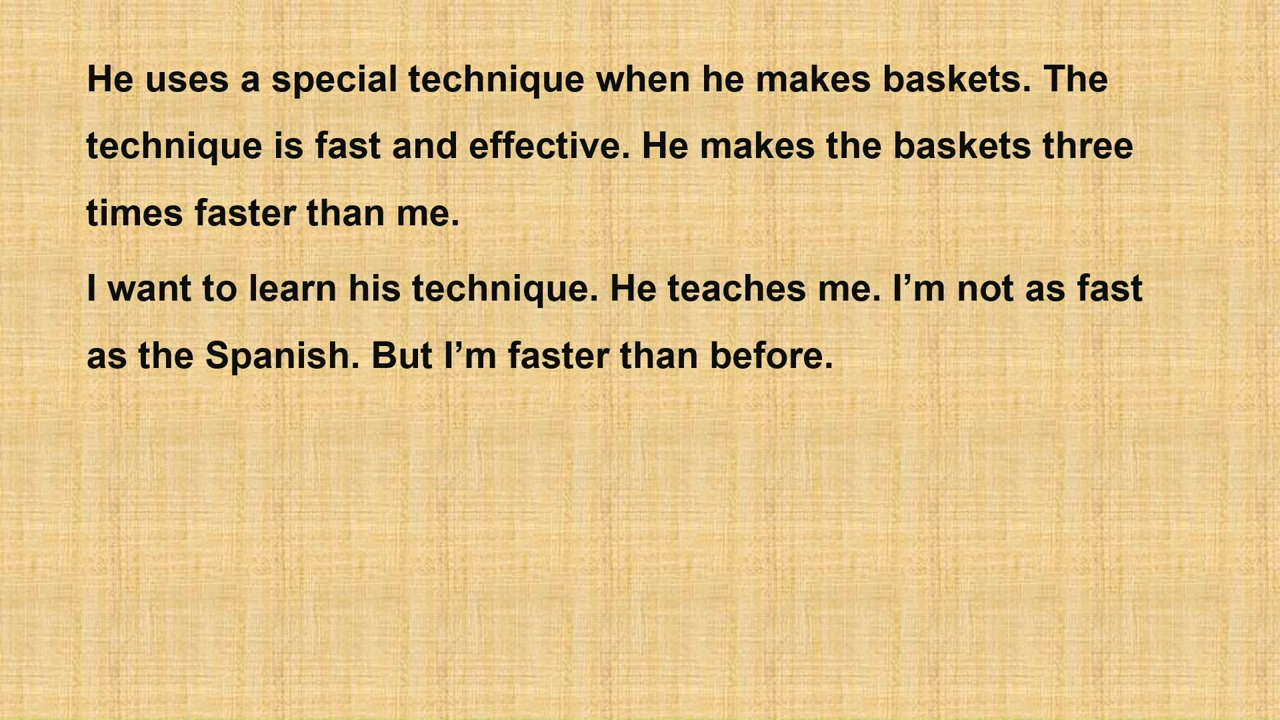 He uses a special technique when he makes baskets. The
technique is fast and effective. He makes the baskets three
times faster than me.
I want to learn his technique. He teaches me. I’m not as fast
as the Spanish. But I’m faster than before.